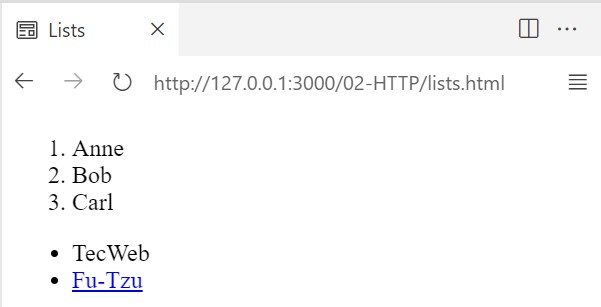 Lists
http://127.0.0.1:3000/02-HTTP/lists.html
1. Anne
2. Bob
3. Carl
• TecWeb
• Fu-Tzu